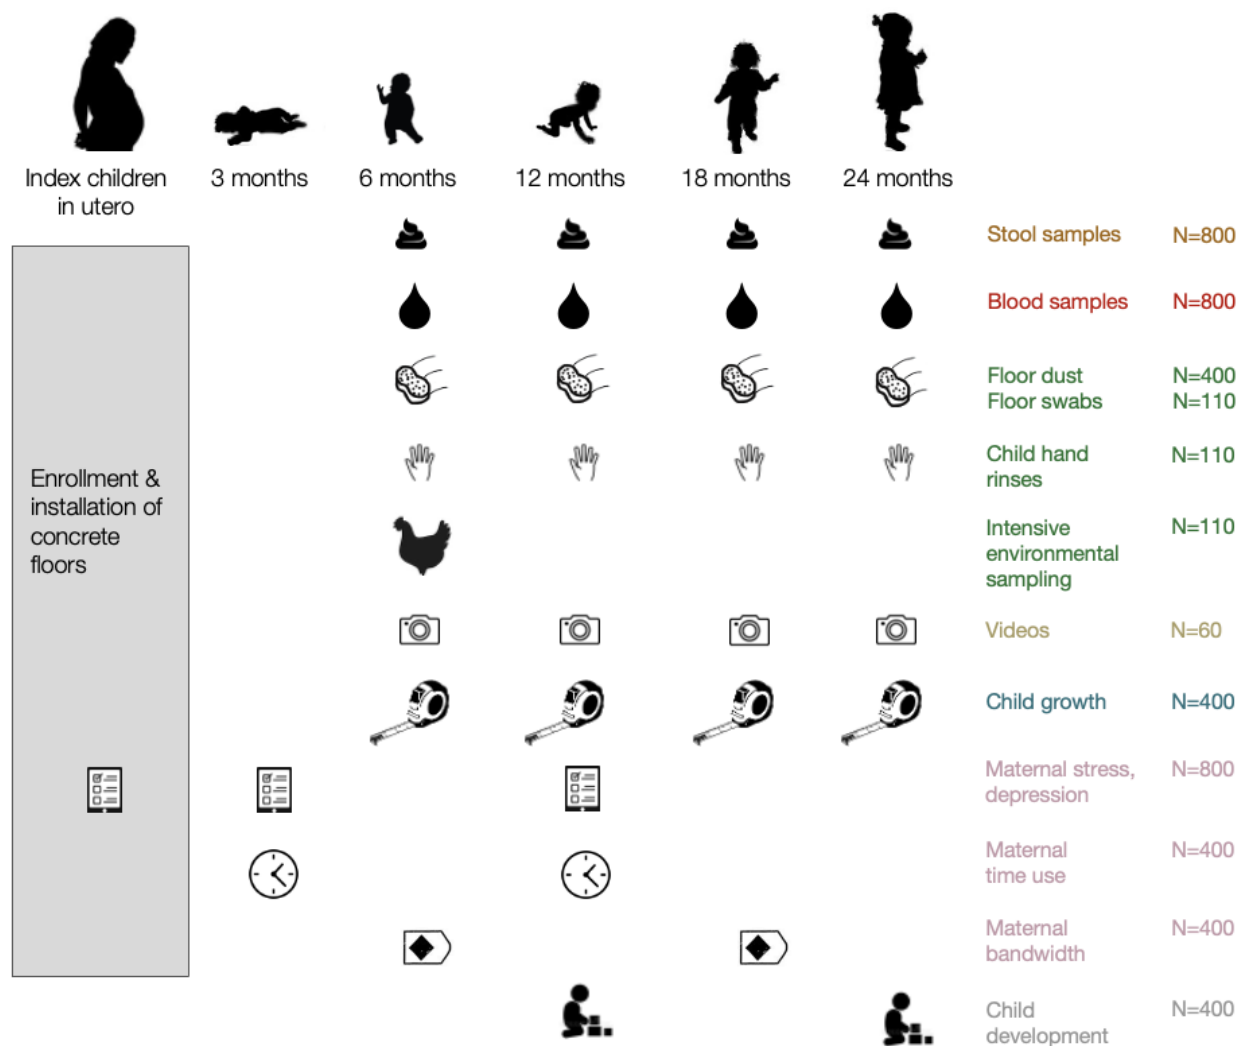 Index children
in utero
3 months
6 months
12 months
18 months
24 months
Stool samples N=800
Blood samples N=800
Floor dust N=400
Floor swabs N=110
Child hand N=110
rinses
Enrollment &
installation of
concrete
floors
Intensive N=110
environmental
sampling
Videos N=60
Child growth N=400
Maternal stress, N=800
depression
Maternal N=400
time use
Maternal N=400
bandwidth
Child N=400
development